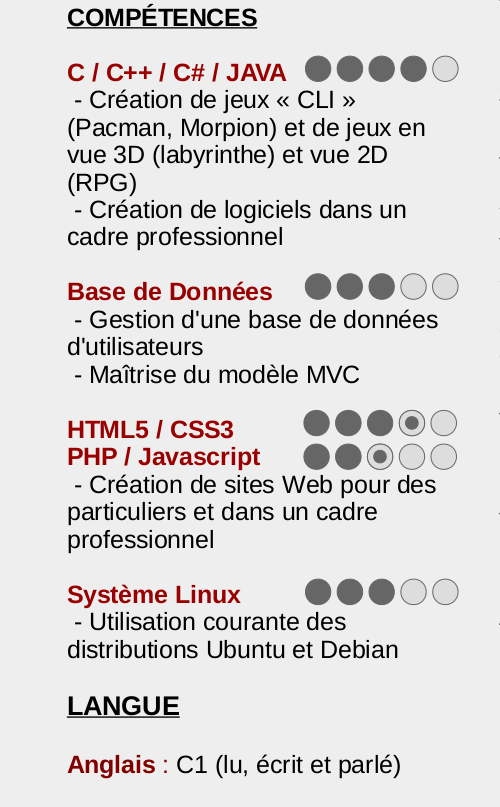 COMPÉTENCES
C / C++ / C# / JAVA
- Création de jeux « CLI »
(Pacman, Morpion) et de jeux en
vue 3D (labyrinthe) et vue 2D
(RPG)
- Création de logiciels dans un
cadre professionnel
Base de Données
- Gestion d'une base de données
d'utilisateurs
- Maîtrise du modèle MVC
HTML5 / CSS3
PHP / Javascript
- Création de sites Web pour des
particuliers et dans un cadre
professionnel
Système Linux
- Utilisation courante des
distributions Ubuntu et Debian
LANGUE
Anglais : C1 (lu, écrit et parlé)